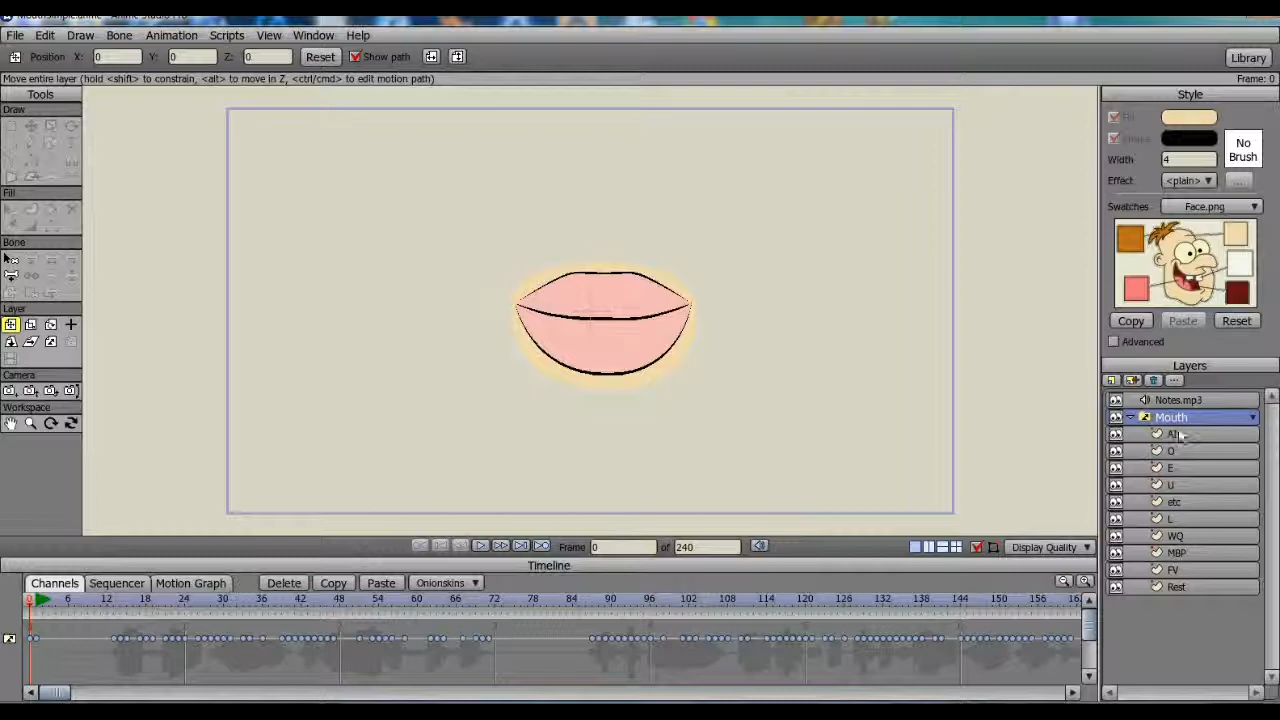 File Edit Draw Bone Animation Scripts View Window Help
Position X: 0 Y: 0 Z: 0 Reset Show path Library
Move entire layer (hold <shift> to constrain, <alt> to move in Z, <ctrl/cmd> to edit motion path) Frame: 0
Tools
Draw
Fill
Bone
Layer
Camera
Workspace
Style
Width 4
No Brush
Effect <plain>
Swatches Face.png
Copy Paste Reset
Advanced
Layers
Notes.mp3
Mouth
AI
O
E
U
etc
L
WQ
MBP
FV
Rest
Frame 0 of 240 Display Quality
Timeline
Channels Sequencer Motion Graph Delete Copy Paste Onionskins
0 6 12 18 24 30 36 42 48 54 60 66 72 78 84 90 96 102 108 114 120 126 132 138 144 150 156